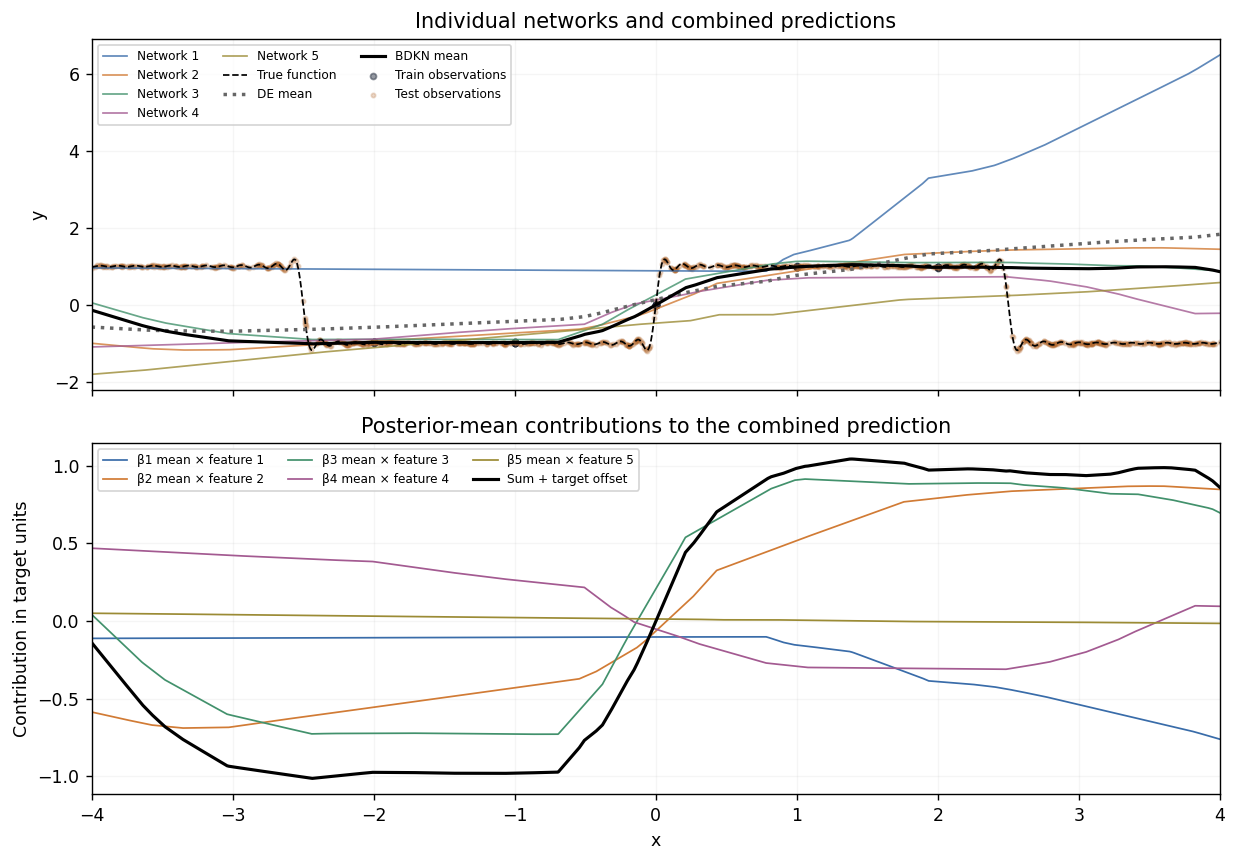 Individual networks and combined predictions
Network 1
Network 2
Network 3
Network 4
Network 5
True function
DE mean
BDKN mean
Train observations
Test observations
y
6
4
2
0
−2
Posterior-mean contributions to the combined prediction
β1 mean × feature 1
β2 mean × feature 2
β3 mean × feature 3
β4 mean × feature 4
β5 mean × feature 5
Sum + target offset
Contribution in target units
1.0
0.5
0.0
−0.5
−1.0
−4 −3 −2 −1 0 1 2 3 4
x